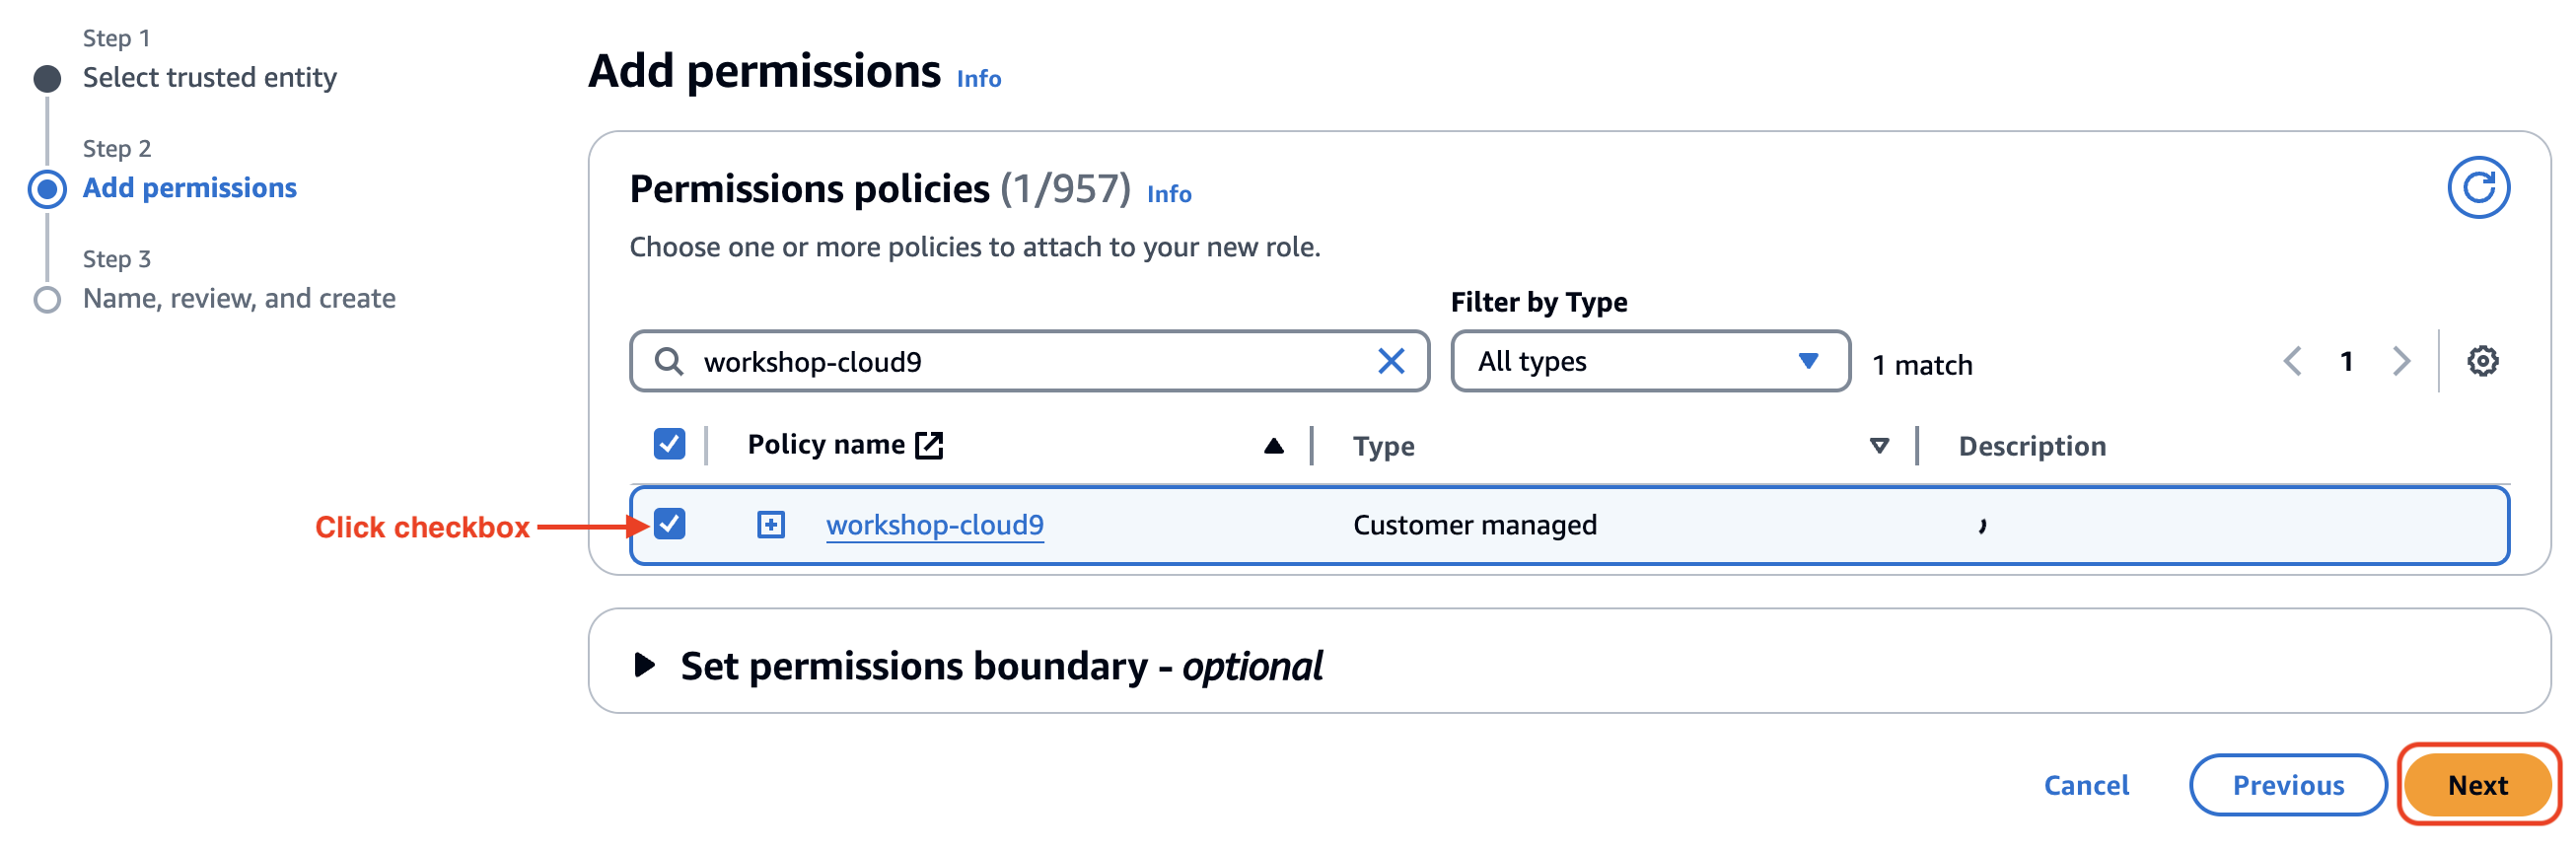 Step 1
Select trusted entity
Step 2
Add permissions
Step 3
Name, review, and create
Add permissions Info
Permissions policies (1/957) Info
Choose one or more policies to attach to your new role.
Filter by Type
workshop-cloud9
All types
1 match
1
Policy name
Type
Description
Click checkbox
workshop-cloud9
Customer managed
Set permissions boundary - optional
Cancel
Previous
Next